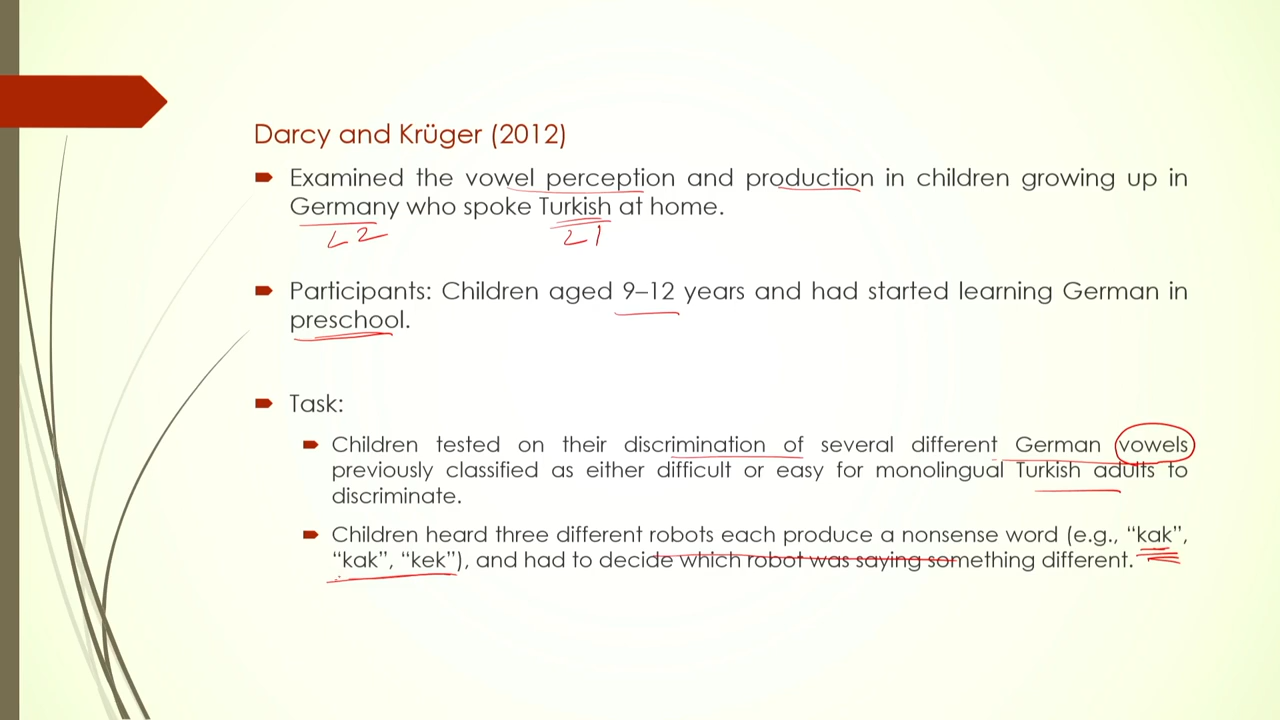 Darcy and Krüger (2012)
Examined the vowel perception and production in children growing up in
Germany who spoke Turkish at home.
L2 L1
Participants: Children aged 9–12 years and had started learning German in
preschool.
Task:
Children tested on their discrimination of several different German vowels
previously classified as either difficult or easy for monolingual Turkish adults to
discriminate.
Children heard three different robots each produce a nonsense word (e.g., “kak”,
“kak”, “kek”), and had to decide which robot was saying something different.